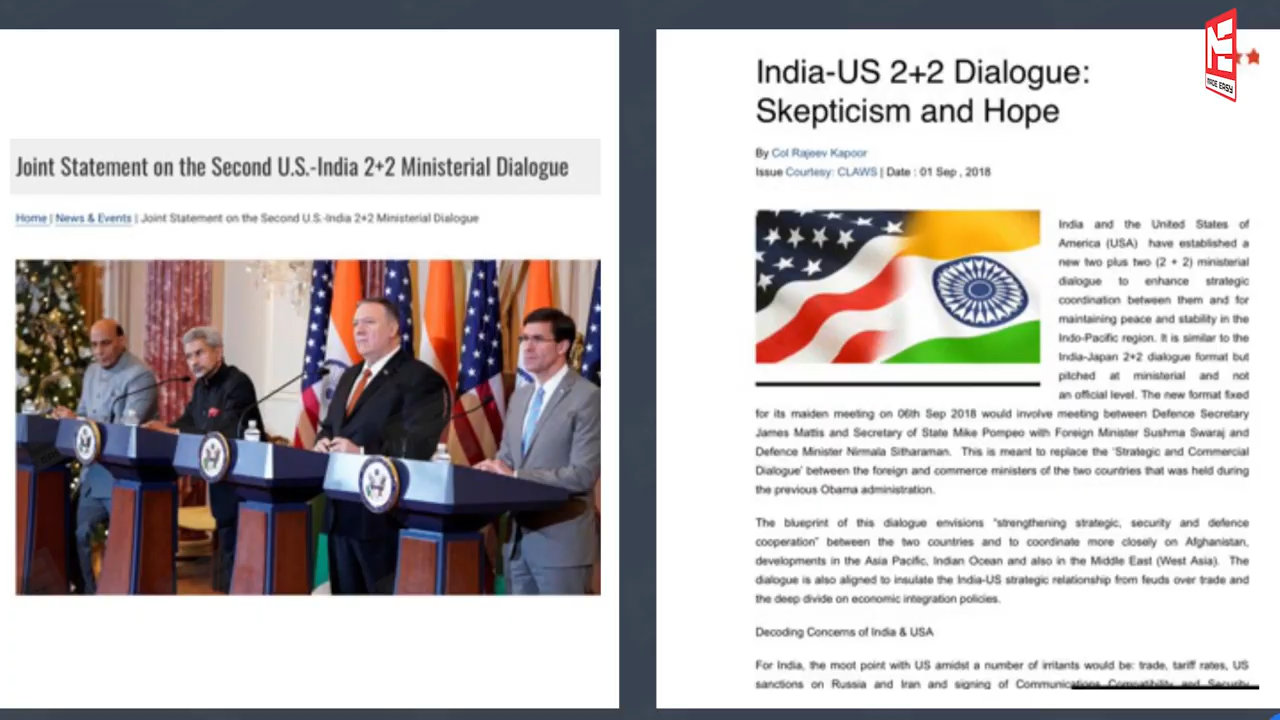 Joint Statement on the Second U.S.-India 2+2 Ministerial Dialogue
Home | News & Events | Joint Statement on the Second U.S.-India 2+2 Ministerial Dialogue
India-US 2+2 Dialogue:
Skepticism and Hope
By Col Rajeev Kapoor
Issue Courtesy: CLAWS | Date : 01 Sep , 2018
India and the United States of
America (USA) have established a
new two plus two (2 + 2) ministerial
dialogue to enhance strategic
coordination between them and for
maintaining peace and stability in the
Indo-Pacific region. It is similar to the
India-Japan 2+2 dialogue format but
pitched at ministerial and not
an official level. The new format fixed
for its maiden meeting on 06th Sep 2018 would involve meeting between Defence Secretary
James Mattis and Secretary of State Mike Pompeo with Foreign Minister Sushma Swaraj and
Defence Minister Nirmala Sitharaman. This is meant to replace the 'Strategic and Commercial
Dialogue' between the foreign and commerce ministers of the two countries that was held during
the previous Obama administration.
The blueprint of this dialogue envisions "strengthening strategic, security and defence
cooperation" between the two countries and to coordinate more closely on Afghanistan,
developments in the Asia Pacific, Indian Ocean and also in the Middle East (West Asia). The
dialogue is also aligned to insulate the India-US strategic relationship from feuds over trade and
the deep divide on economic integration policies.
Decoding Concerns of India & USA
For India, the moot point with US amidst a number of irritants would be: trade, tariff rates, US
sanctions on Russia and Iran and signing of Communications Compatibility and Security
MADE EASY